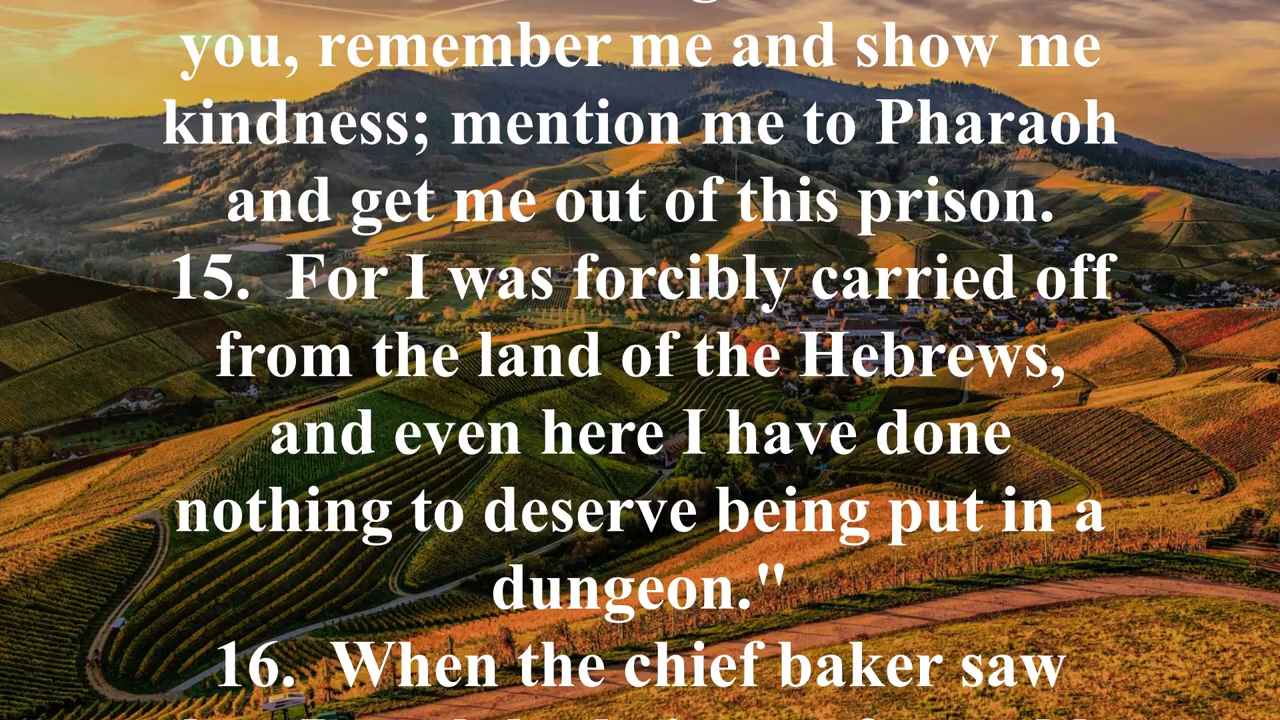 you, remember me and show me
kindness; mention me to Pharaoh
and get me out of this prison.
15.  For I was forcibly carried off
from the land of the Hebrews,
and even here I have done
nothing to deserve being put in a
dungeon."
16.  When the chief baker saw